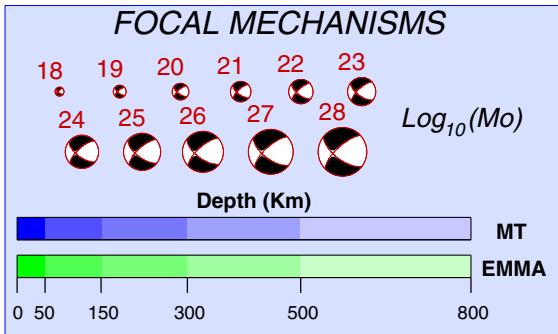 FOCAL MECHANISMS
18 19 20 21 22 23
24 25 26 27 28
Log10(Mo)
Depth (Km)
MT
EMMA
0 50 150 300 500 800